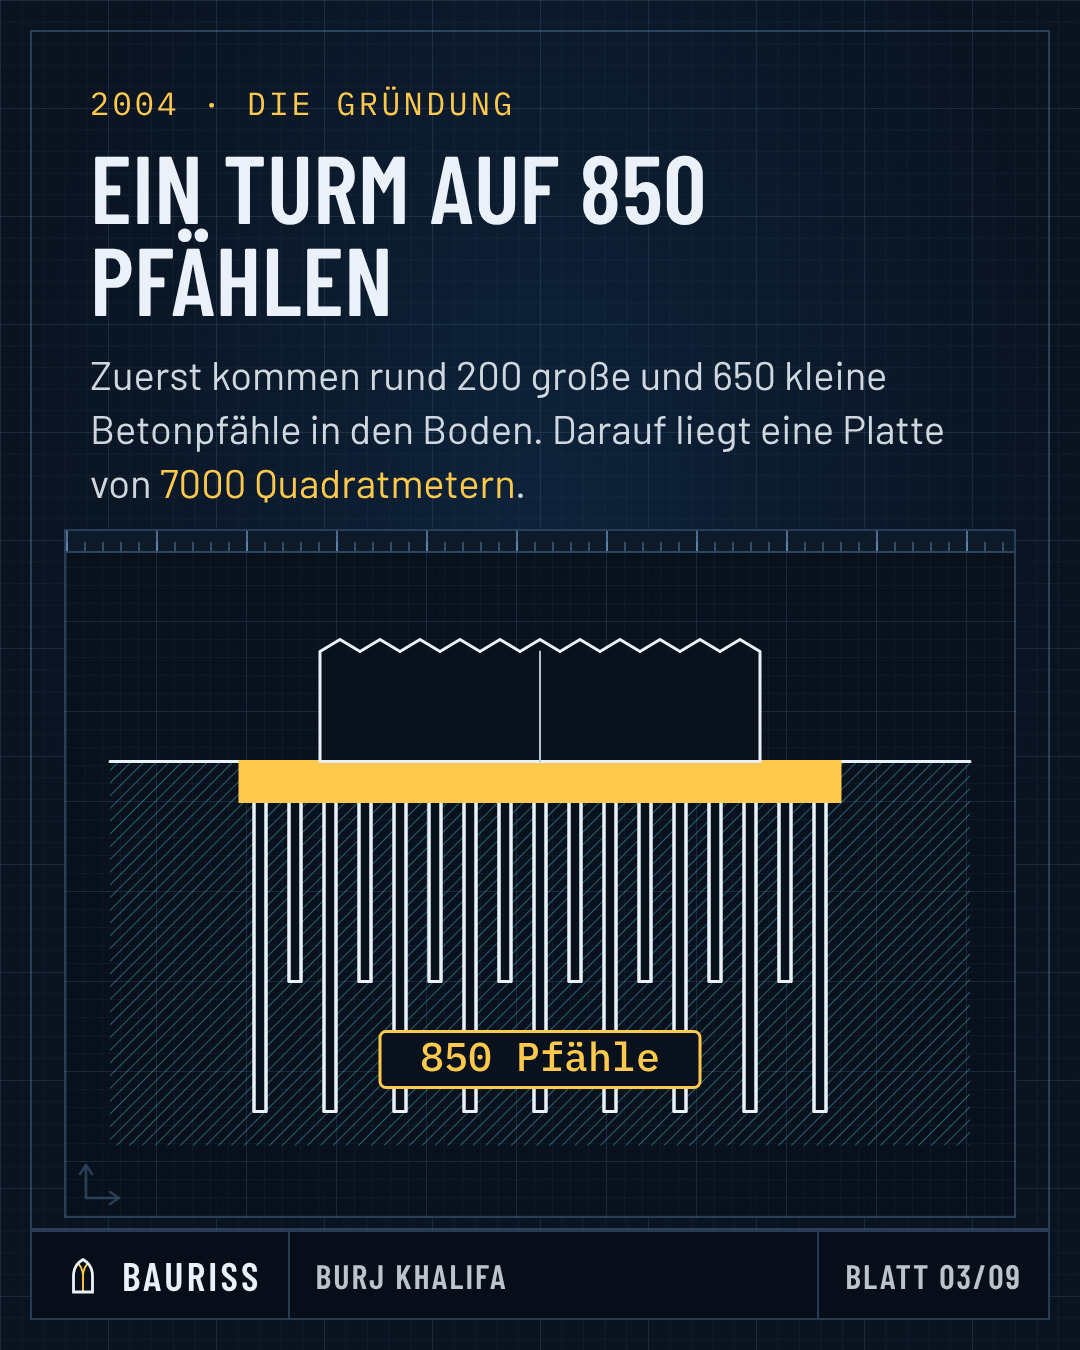 2004 · DIE GRÜNDUNG
EIN TURM AUF 850
PFÄHLEN
Zuerst kommen rund 200 große und 650 kleine
Betonpfähle in den Boden. Darauf liegt eine Platte
von 7000 Quadratmetern.
850 Pfähle
BAURISS
BURJ KHALIFA
BLATT 03/09